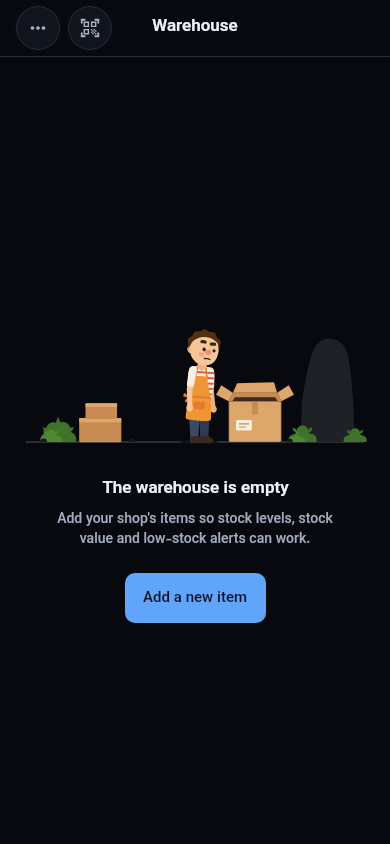 Warehouse
The warehouse is empty
Add your shop's items so stock levels, stock
value and low-stock alerts can work.
Add a new item